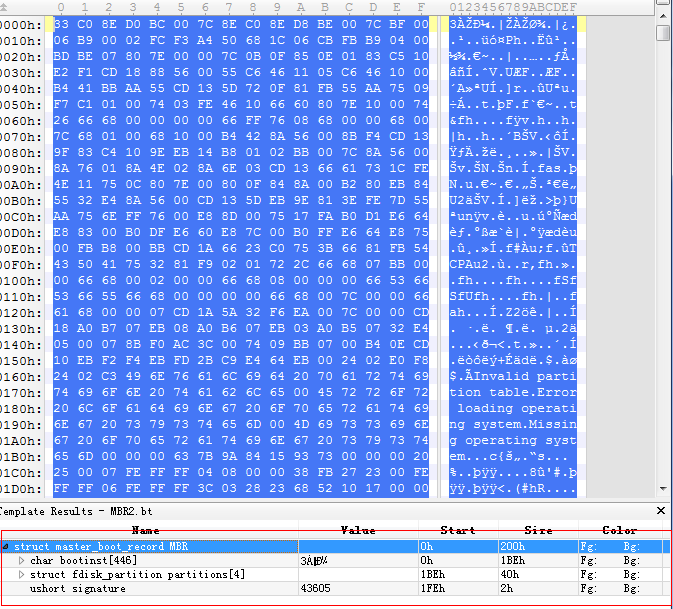 0 1 2 3 4 5 6 7 8 9 A B C D E F 0123456789ABCDEF
0000h: 33 C0 8E D0 BC 00 7C 8E C0 8E D8 BE 00 7C BF 00 3ÀŽÐ¼.|ŽÀŽØ¾.|¿.
0010h: 06 B9 00 02 FC F3 A4 50 68 1C 06 CB FB B9 04 00 .¹..üó¤Ph..Ëû¹..
0020h: BD BE 07 80 7E 00 00 7C 0B 0F 85 0E 01 83 C5 10 ½¾.€~..|..…..ƒÅ.
0030h: E2 F1 CD 18 88 56 00 55 C6 46 11 05 C6 46 10 00 âñÍ.ˆV.UÆF..ÆF..
0040h: B4 41 BB AA 55 CD 13 5D 72 0F 81 FB 55 AA 75 09 ´A»ªUÍ.]r..ûUªu.
0050h: F7 C1 01 00 74 03 FE 46 10 66 60 80 7E 10 00 74 ÷Á..t.þF.f`€~..t
0060h: 26 66 68 00 00 00 00 66 FF 76 08 68 00 00 68 00 &fh....fÿv.h..h.
0070h: 7C 68 01 00 68 10 00 B4 42 8A 56 00 8B F4 CD 13 |h..h..´BŠV.‹ôÍ.
0080h: 9F 83 C4 10 9E EB 14 B8 01 02 BB 00 7C 8A 56 00 ŸƒÄ.žë.¸..».|ŠV.
0090h: 8A 76 01 8A 4E 02 8A 6E 03 CD 13 66 61 73 1C FE Šv.ŠN.Šn.Í.fas.þ
00A0h: 4E 11 75 0C 80 7E 00 80 0F 84 8A 00 B2 80 EB 84 N.u.€~.€.„Š.²€ë„
00B0h: 55 32 E4 8A 56 00 CD 13 5D EB 9E 81 3E FE 7D 55 U2äŠV.Í.]ëž.>þ}U
00C0h: AA 75 6E FF 76 00 E8 8D 00 75 17 FA B0 D1 E6 64 ªunÿv.è..u.ú°Ñæd
00D0h: E8 83 00 B0 DF E6 60 E8 7C 00 B0 FF E6 64 E8 75 èƒ.°ßæ`è|.°ÿædèu
00E0h: 00 FB B8 00 BB CD 1A 66 23 C0 75 3B 66 81 FB 54 .û¸.»Í.f#Àu;f.ûT
00F0h: 43 50 41 75 32 81 F9 02 01 72 2C 66 68 07 BB 00 CPAu2.ù..r,fh.».
0100h: 00 66 68 00 02 00 00 66 68 08 00 00 00 66 53 66 .fh....fh....fSf
0110h: 53 66 55 66 68 00 00 00 00 66 68 00 7C 00 00 66 SfUfh....fh.|..f
0120h: 61 68 00 00 07 CD 1A 5A 32 F6 EA 00 7C 00 00 CD ah...Í.Z2öê.|..Í
0130h: 18 A0 B7 07 EB 08 A0 B6 07 EB 03 A0 B5 07 32 E4 . ·.ë. ¶.ë. µ.2ä
0140h: 05 00 07 8B F0 AC 3C 00 74 09 BB 07 00 B4 0E CD ...‹ð¬<.t.»..´.Í
0150h: 10 EB F2 F4 EB FD 2B C9 E4 64 EB 00 24 02 E0 F8 .ëòôëý+Éädë.$.àø
0160h: 24 02 C3 49 6E 76 61 6C 69 64 20 70 61 72 74 69 $.ÃInvalid parti
0170h: 74 69 6F 6E 20 74 61 62 6C 65 00 45 72 72 6F 72 tion table.Error
0180h: 20 6C 6F 61 64 69 6E 67 20 6F 70 65 72 61 74 69 loading operati
0190h: 6E 67 20 73 79 73 74 65 6D 00 4D 69 73 73 69 6E ng system.Missin
01A0h: 67 20 6F 70 65 72 61 74 69 6E 67 20 73 79 73 74 g operating syst
01B0h: 65 6D 00 00 00 63 7B 9A 84 15 93 73 00 00 00 20 em...c{š„.“s...
01C0h: 25 00 07 FE FF FF 04 08 00 00 38 FB 27 23 00 FE %..þÿÿ....8û'#.þ
01D0h: FF FF 06 FE FF FF 3C 03 28 23 68 52 10 17 00 00 ÿÿ.þÿÿ<.(#hR....
Template Results - MBR2.bt
Name Value Start Size Color
struct master_boot_record MBR 0h 200h Fg: Bg:
char bootinst[446] 3ÀŽÐ¼ 0h 1BEh Fg: Bg:
struct fdisk_partition partitions[4] 1BEh 40h Fg: Bg:
ushort signature 43605 1FEh 2h Fg: Bg: